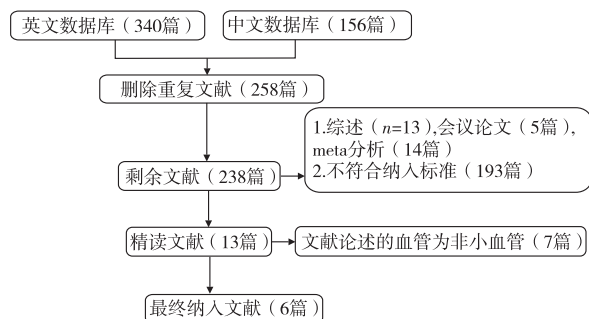 英文数据库（340篇）
中文数据库（156篇）
删除重复文献（258篇）
1.综述（n=13）,会议论文（5篇）,
meta分析（14篇）
2.不符合纳入标准（193篇）
剩余文献（238篇）
精读文献（13篇）
文献论述的血管为非小血管（7篇）
最终纳入文献（6篇）